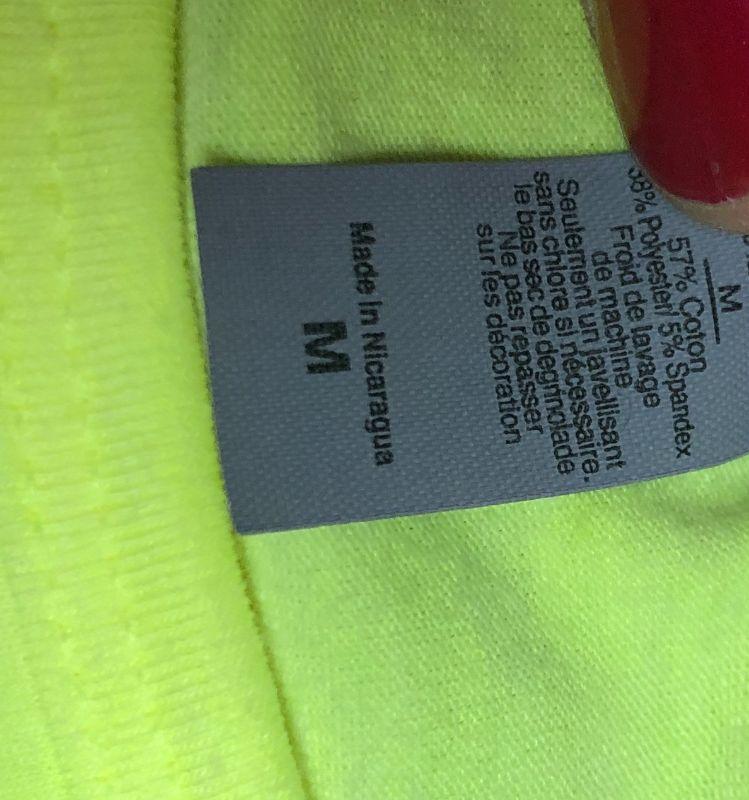 M
57% Coton
38% Polyester/ 5% Spandex
Froid de lavage
de machine
Seulement un javellisant
sans chlore si nécessaire.
le bas sec de degringolade
Ne pas repasser
sur les decoration
Made In Nicaragua
M